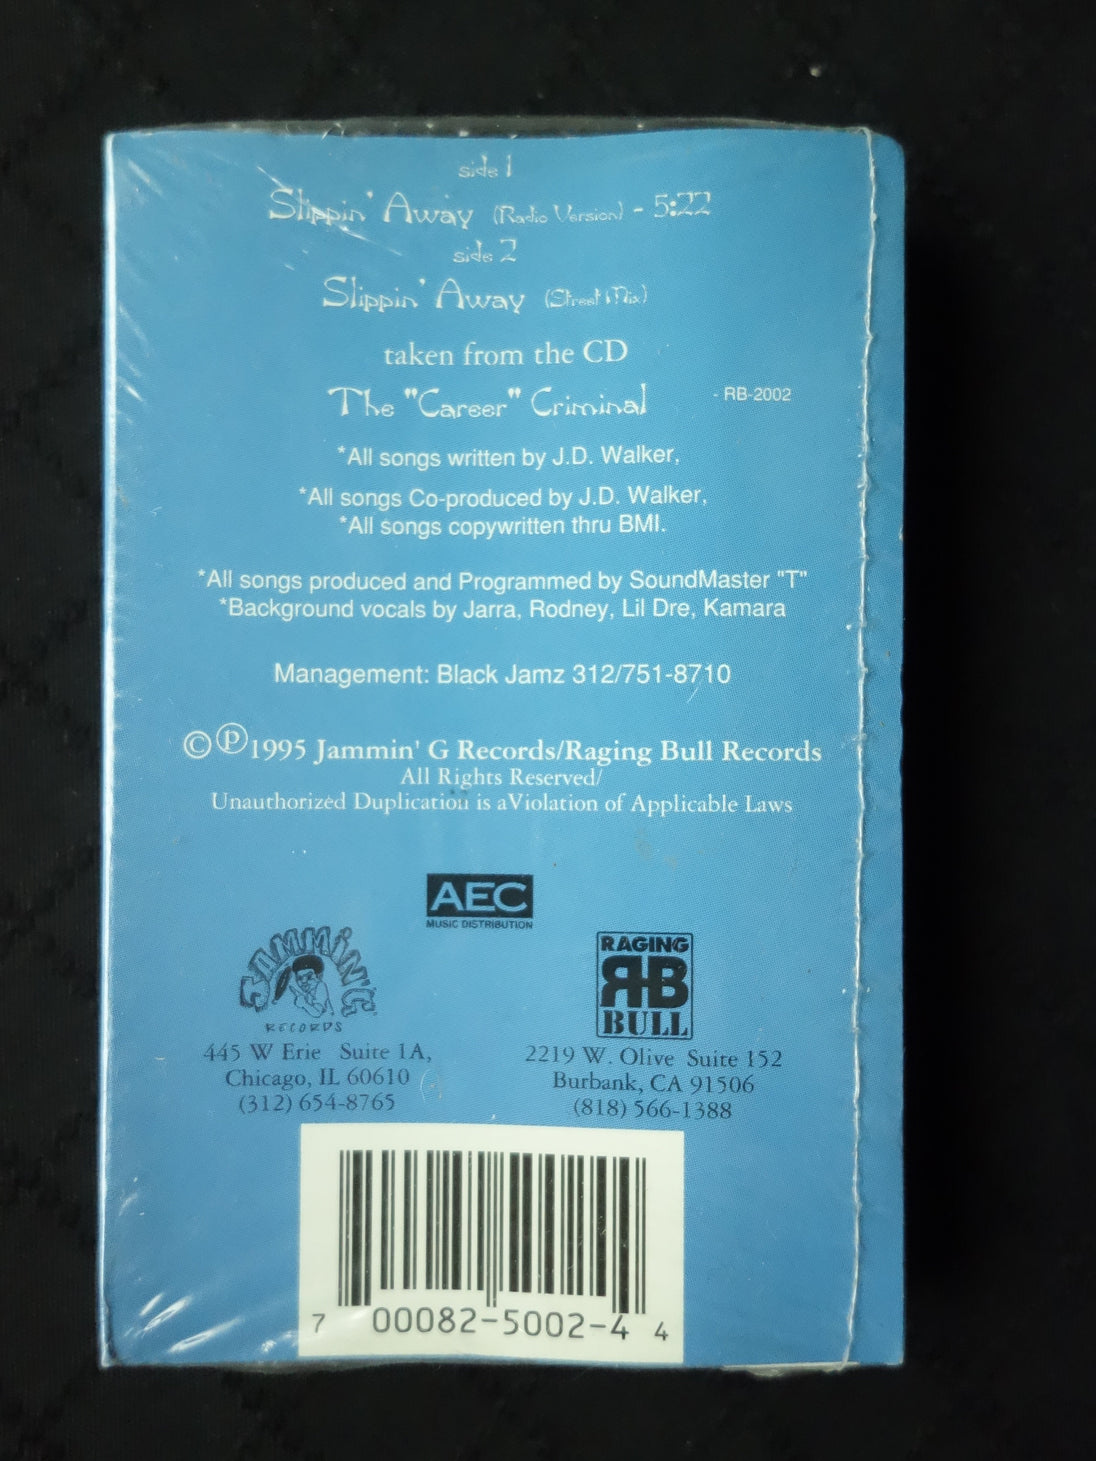 side 1
Slippin' Away (Radio Version) - 5:22
side 2
Slippin' Away (Street Mix)
taken from the CD
The "Career" Criminal - RB-2002
*All songs written by J.D. Walker,
*All songs Co-produced by J.D. Walker,
*All songs copywritten thru BMI.
*All songs produced and Programmed by SoundMaster "T"
*Background vocals by Jarra, Rodney, Lil Dre, Kamara
Management: Black Jamz 312/751-8710
©℗1995 Jammin' G Records/Raging Bull Records
All Rights Reserved/
Unauthorized Duplication is aViolation of Applicable Laws
AEC
MUSIC DISTRIBUTION
JAMMiN'G
RECORDS
445 W Erie Suite 1A,
Chicago, IL 60610
(312) 654-8765
RAGING
RB
BULL
2219 W. Olive Suite 152
Burbank, CA 91506
(818) 566-1388
7 00082-5002-4 4